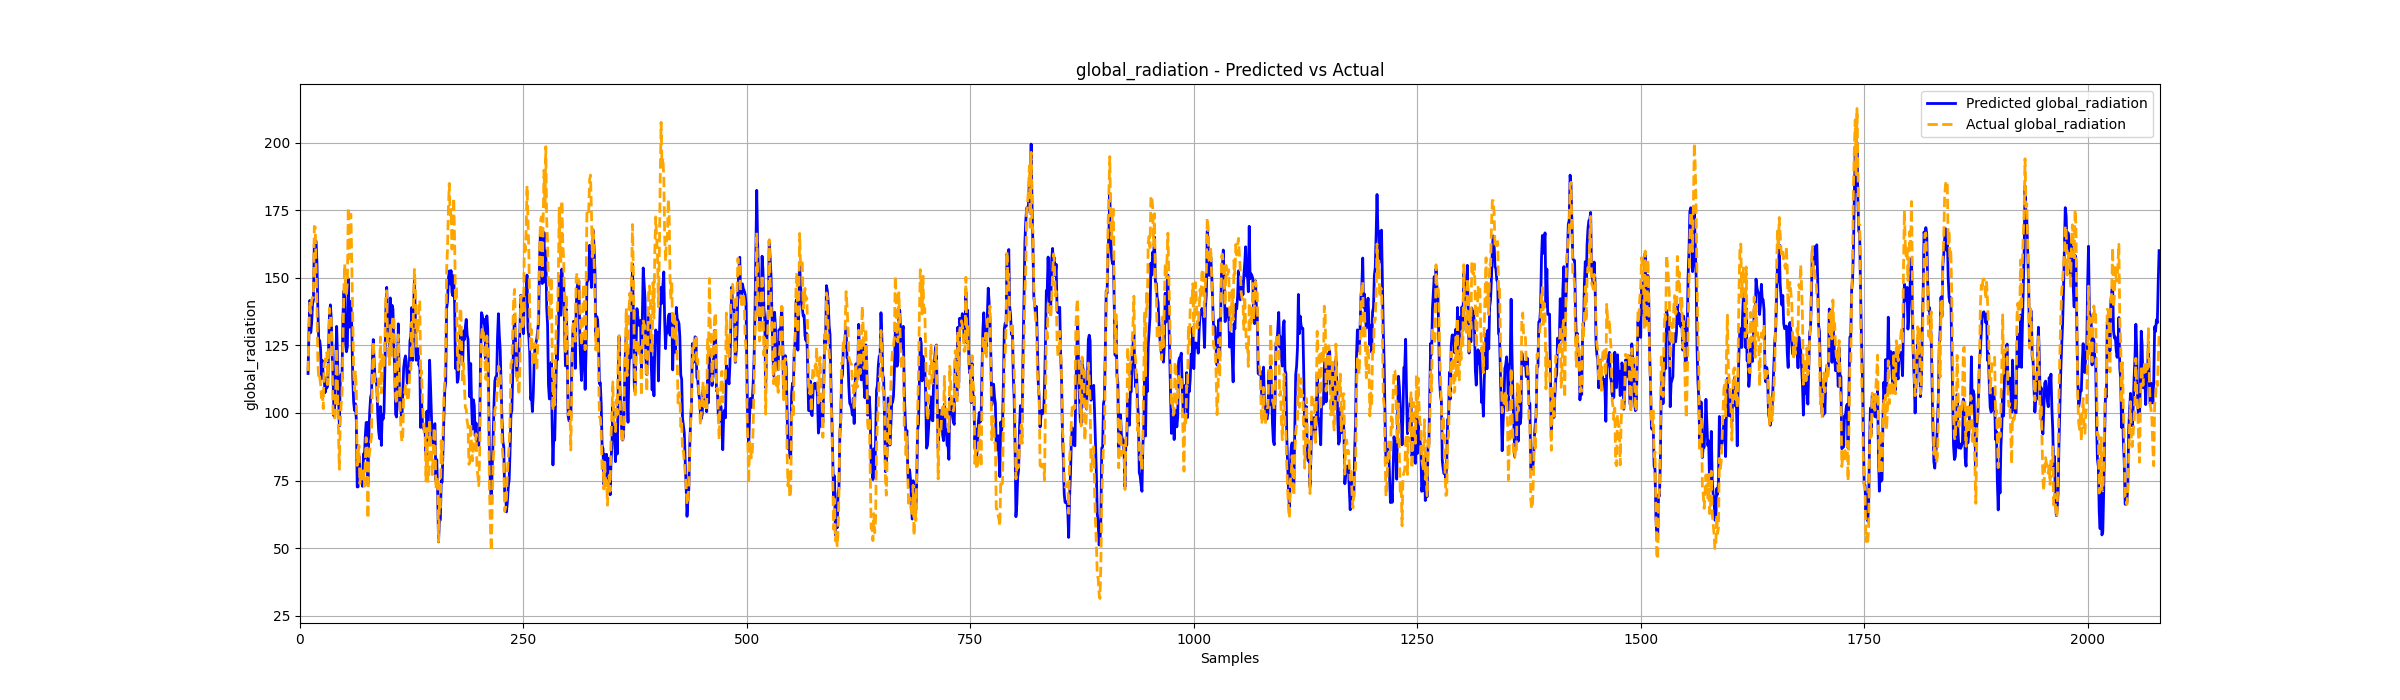 global_radiation - Predicted vs Actual
Predicted global_radiation
Actual global_radiation
global_radiation
200
175
150
125
100
75
50
25
0 250 500 750 1000 1250 1500 1750 2000
Samples